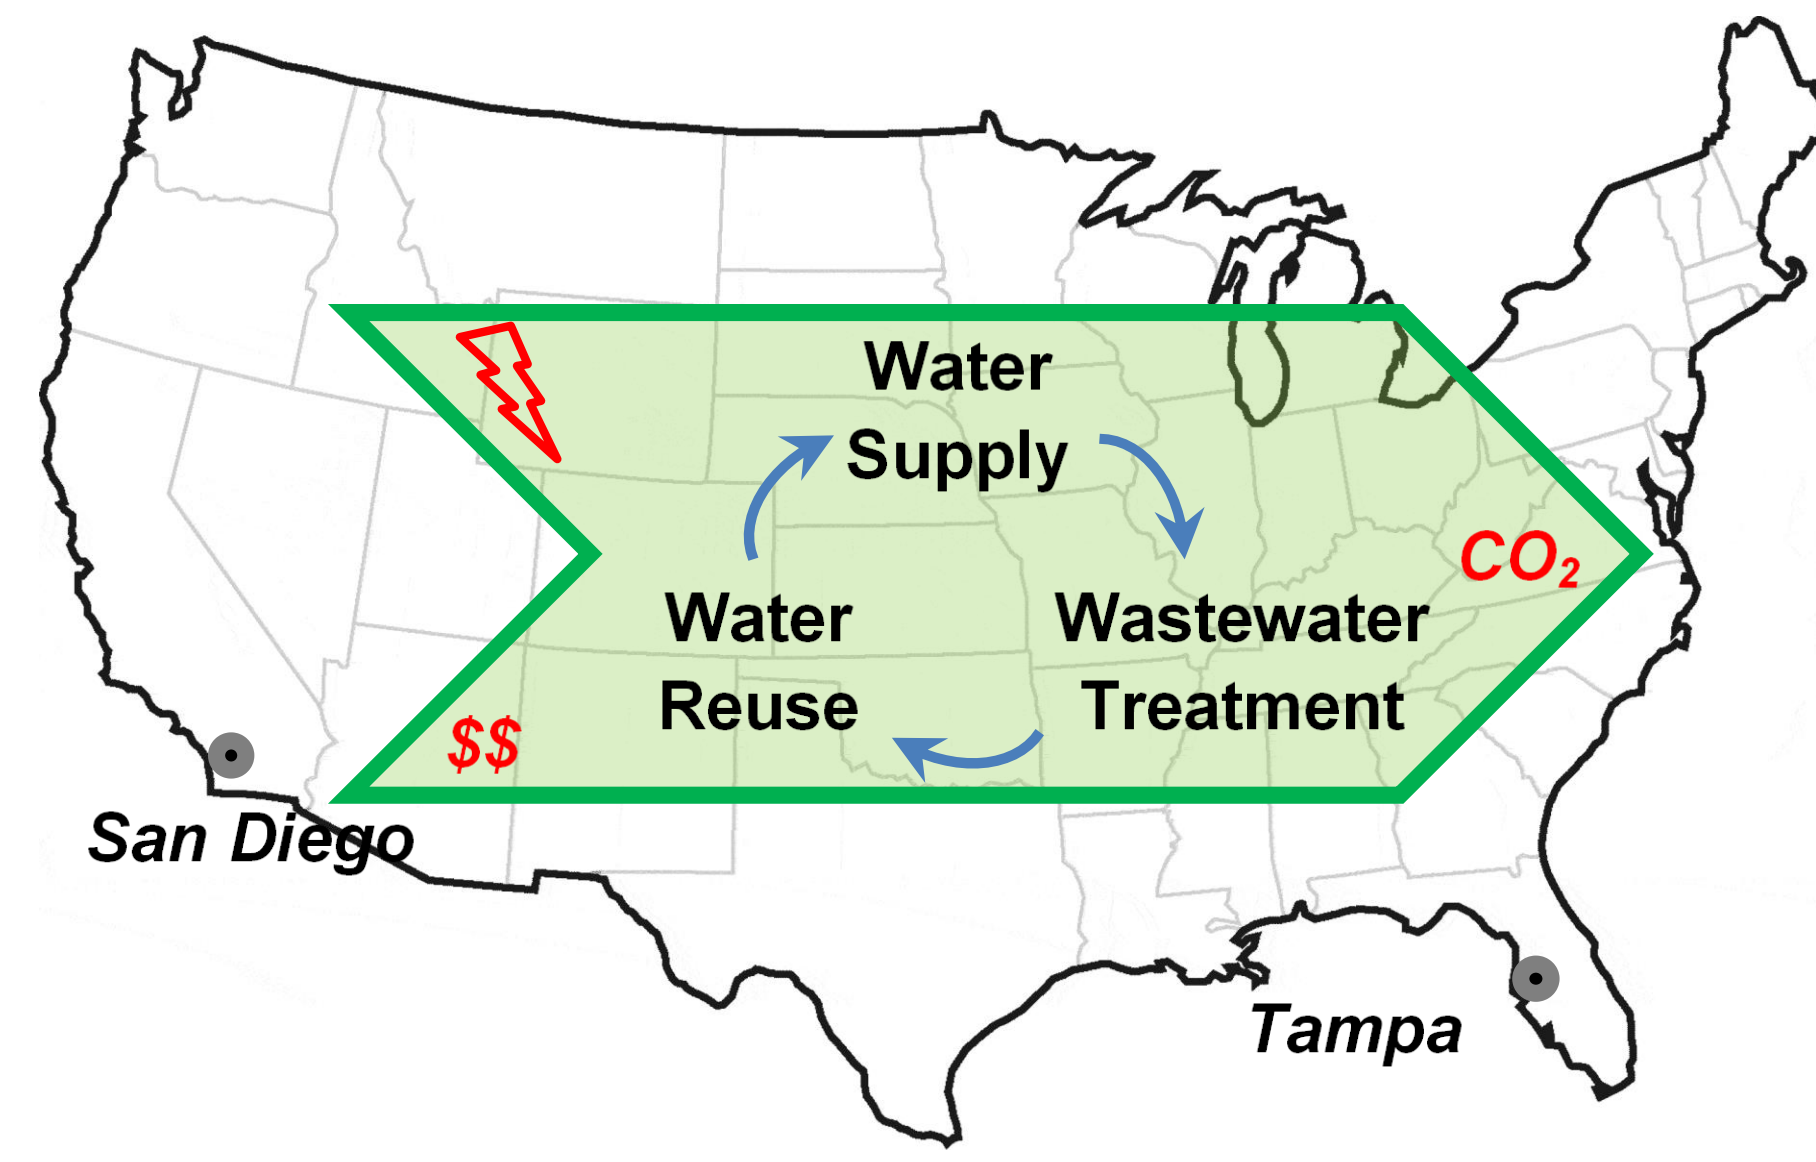 Water
Supply
CO₂
Water
Reuse
Wastewater
Treatment
$$
San Diego
Tampa